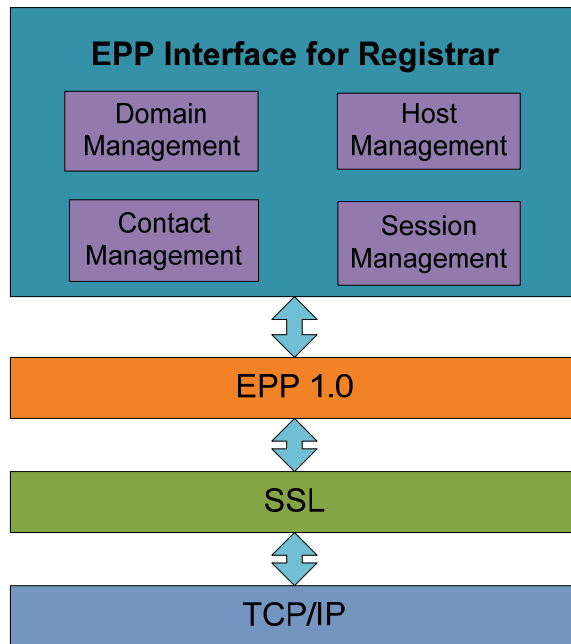 EPP Interface for Registrar
Domain
Management
Host
Management
Contact
Management
Session
Management
EPP 1.0
SSL
TCP/IP